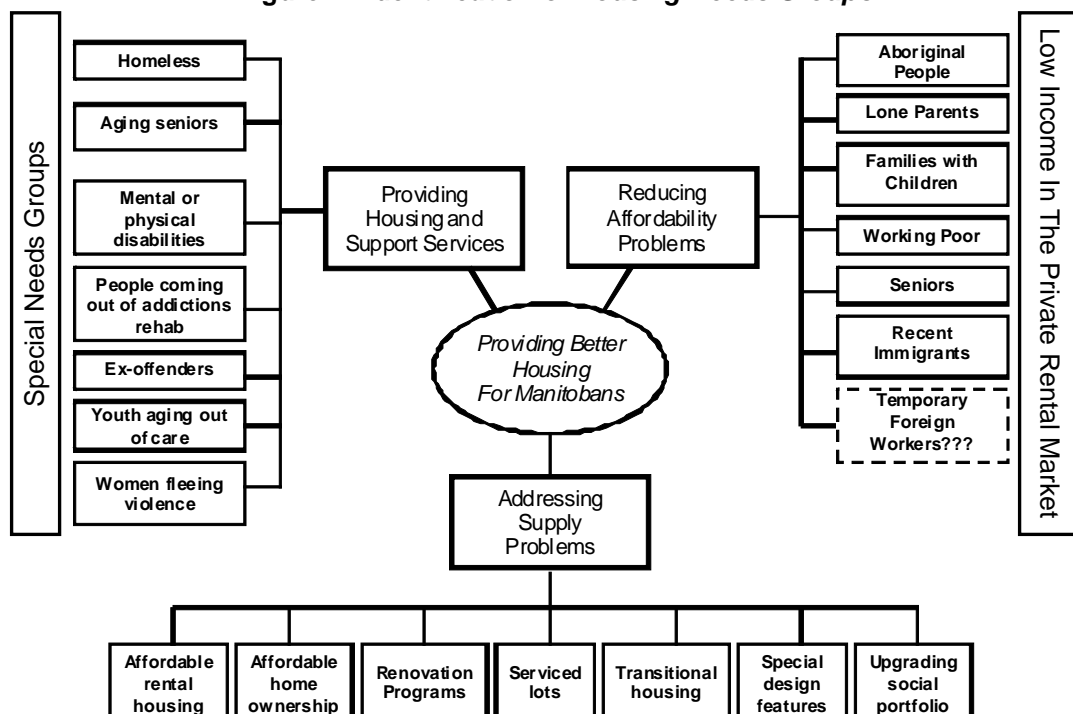 of Housing Needs Groups
Special Needs Groups
Homeless
Aging seniors
Mental or
physical
disabilities
People coming
out of addictions
rehab
Ex-offenders
Youth aging out
of care
Women fleeing
violence
Providing
Housing and
Support Services
Reducing
Affordability
Problems
Aboriginal
People
Lone Parents
Families with
Children
Working Poor
Seniors
Recent
Immigrants
Temporary
Foreign
Workers???
Low Income In The Private Rental Market
Providing Better
Housing
For Manitobans
Addressing
Supply
Problems
Affordable
rental
housing
Affordable
home
ownership
Renovation
Programs
Serviced
lots
Transitional
housing
Special
design
features
Upgrading
social
portfolio